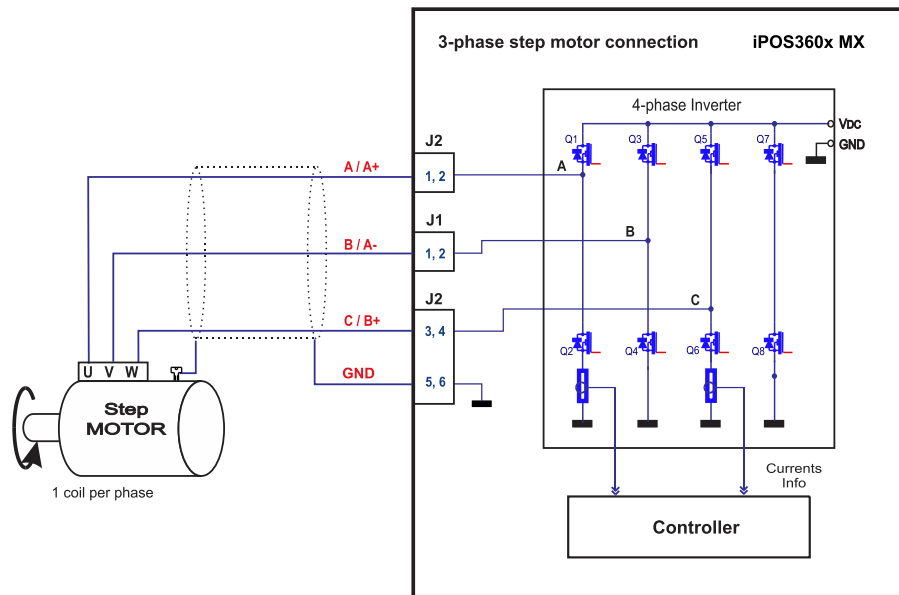 3-phase step motor connection
iPOS360x MX
4-phase Inverter
VDC
GND
Q1
Q3
Q5
Q7
J2
A / A+
1, 2
A
J1
B / A-
1, 2
B
J2
C / B+
3, 4
C
Q2
Q4
Q6
Q8
GND
5, 6
U V W
Step
MOTOR
1 coil per phase
Currents
Info
Controller